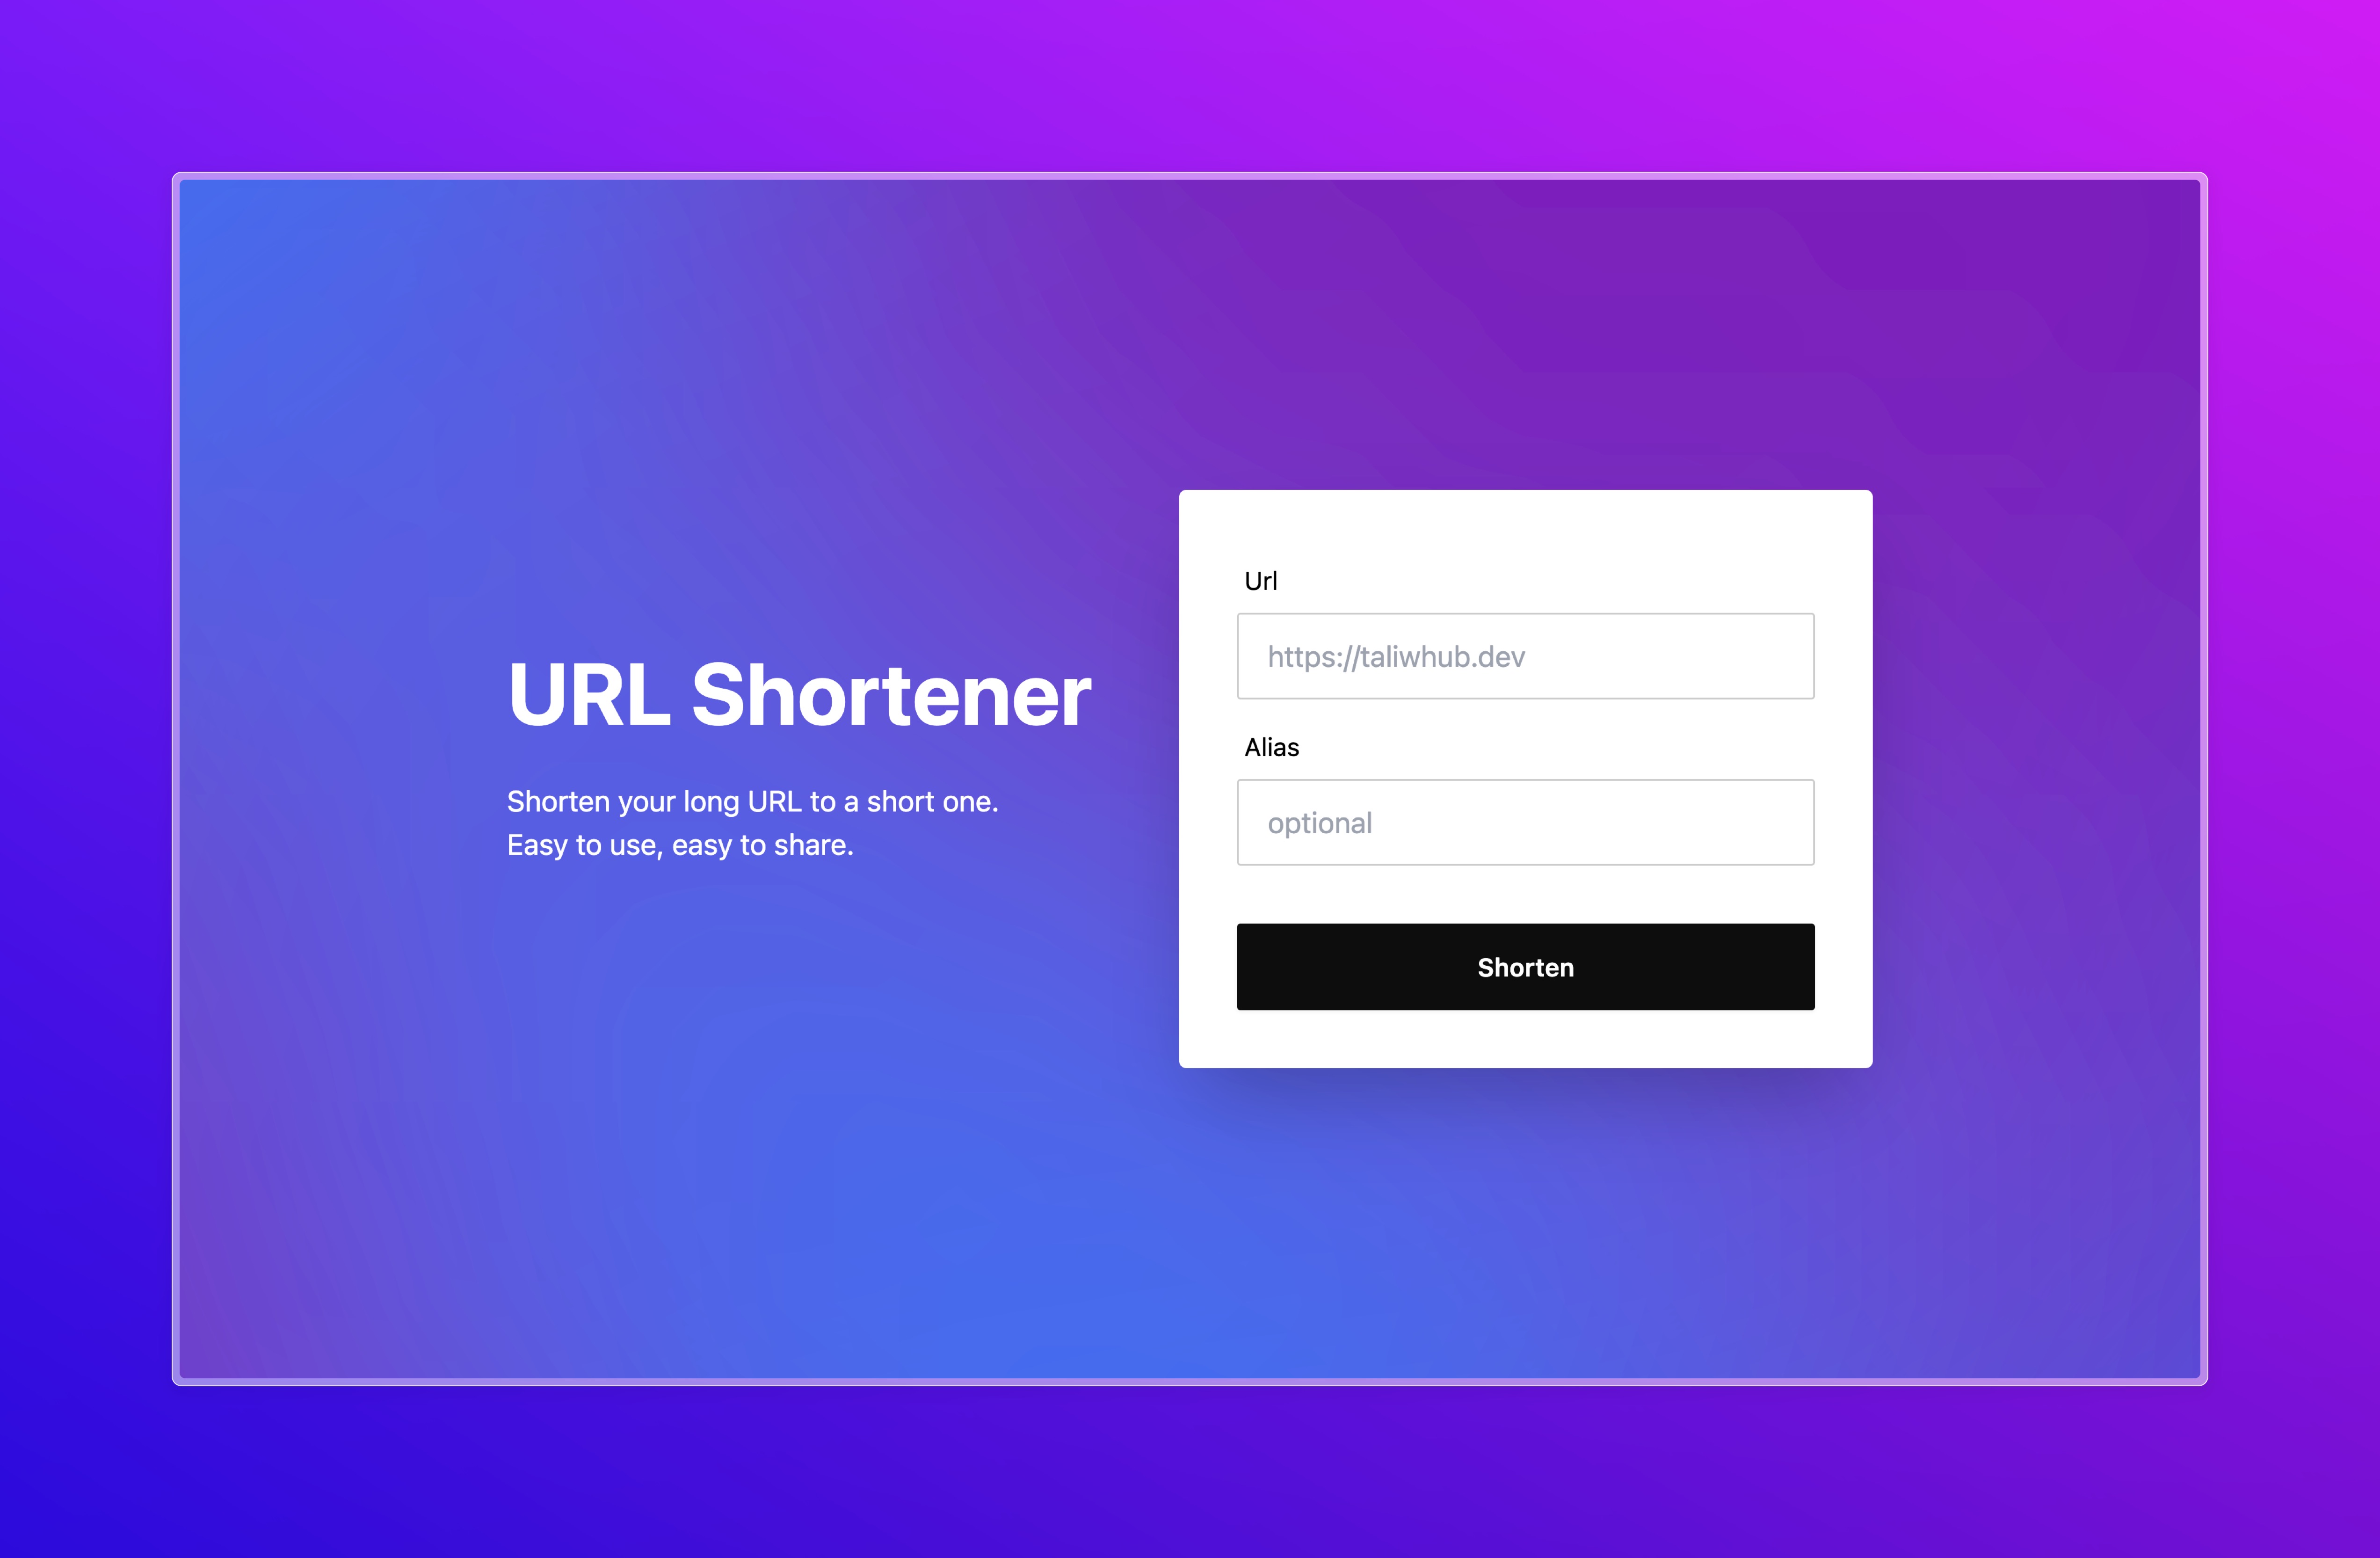 URL Shortener
Shorten your long URL to a short one.
Easy to use, easy to share.
Url
https://taliwhub.dev
Alias
optional
Shorten